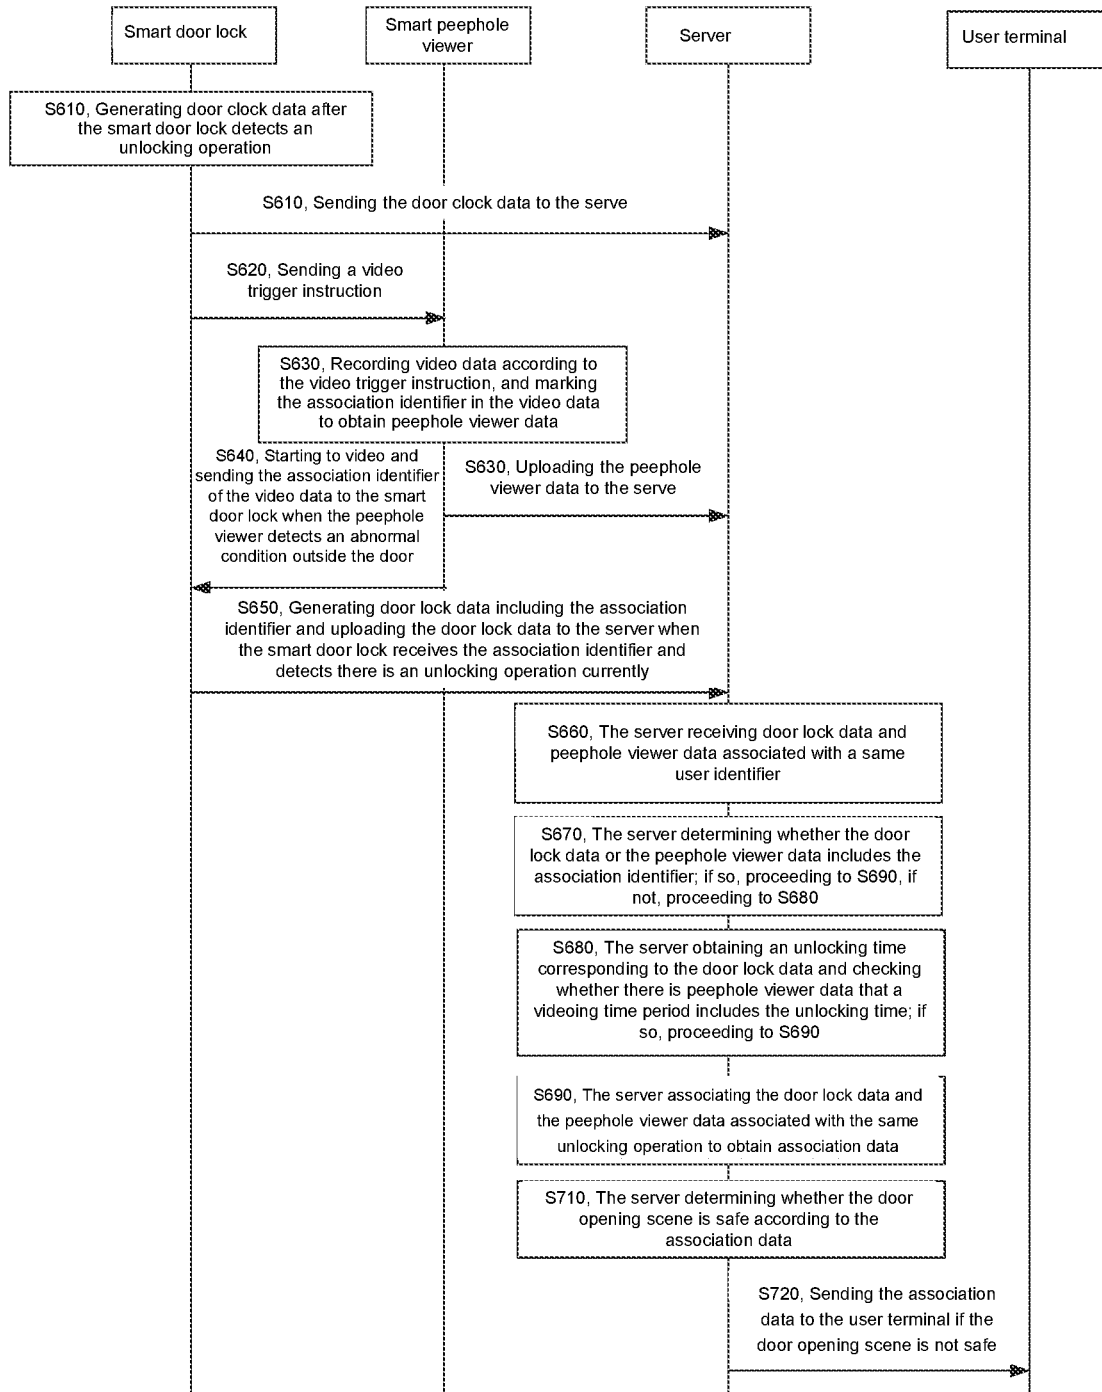 Smart door lock
Smart peephole
viewer
Server
User terminal
S610, Generating door clock data after
the smart door lock detects an
unlocking operation
S610, Sending the door clock data to the serve
S620, Sending a video
trigger instruction
S630, Recording video data according to
the video trigger instruction, and marking
the association identifier in the video data
to obtain peephole viewer data
S640, Starting to video and
sending the association identifier
of the video data to the smart
door lock when the peephole
viewer detects an abnormal
condition outside the door
S630, Uploading the peephole
viewer data to the serve
S650, Generating door lock data including the association
identifier and uploading the door lock data to the server when
the smart door lock receives the association identifier and
detects there is an unlocking operation currently
S660, The server receiving door lock data and
peephole viewer data associated with a same
user identifier
S670, The server determining whether the door
lock data or the peephole viewer data includes the
association identifier; if so, proceeding to S690, if
not, proceeding to S680
S680, The server obtaining an unlocking time
corresponding to the door lock data and checking
whether there is peephole viewer data that a
videoing time period includes the unlocking time; if
so, proceeding to S690
S690, The server associating the door lock data and
the peephole viewer data associated with the same
unlocking operation to obtain association data
S710, The server determining whether the door
opening scene is safe according to the
association data
S720, Sending the association
data to the user terminal if the
door opening scene is not safe